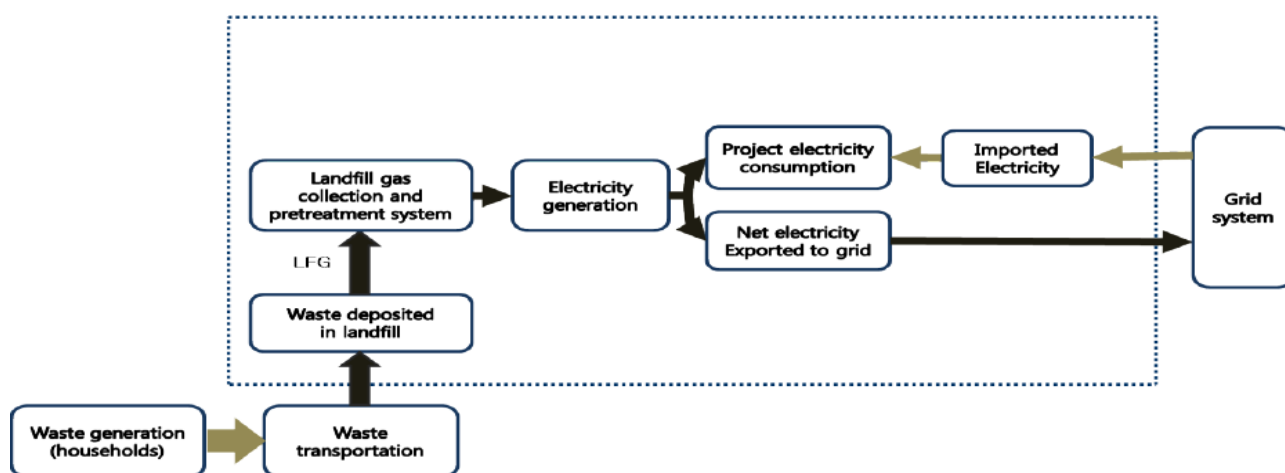 Project electricity
consumption
Imported
Electricity
Grid
system
Landfill gas
collection and
pretreatment system
Electricity
generation
Net electricity
Exported to grid
LFG
Waste deposited
in landfill
Waste generation
(households)
Waste
transportation